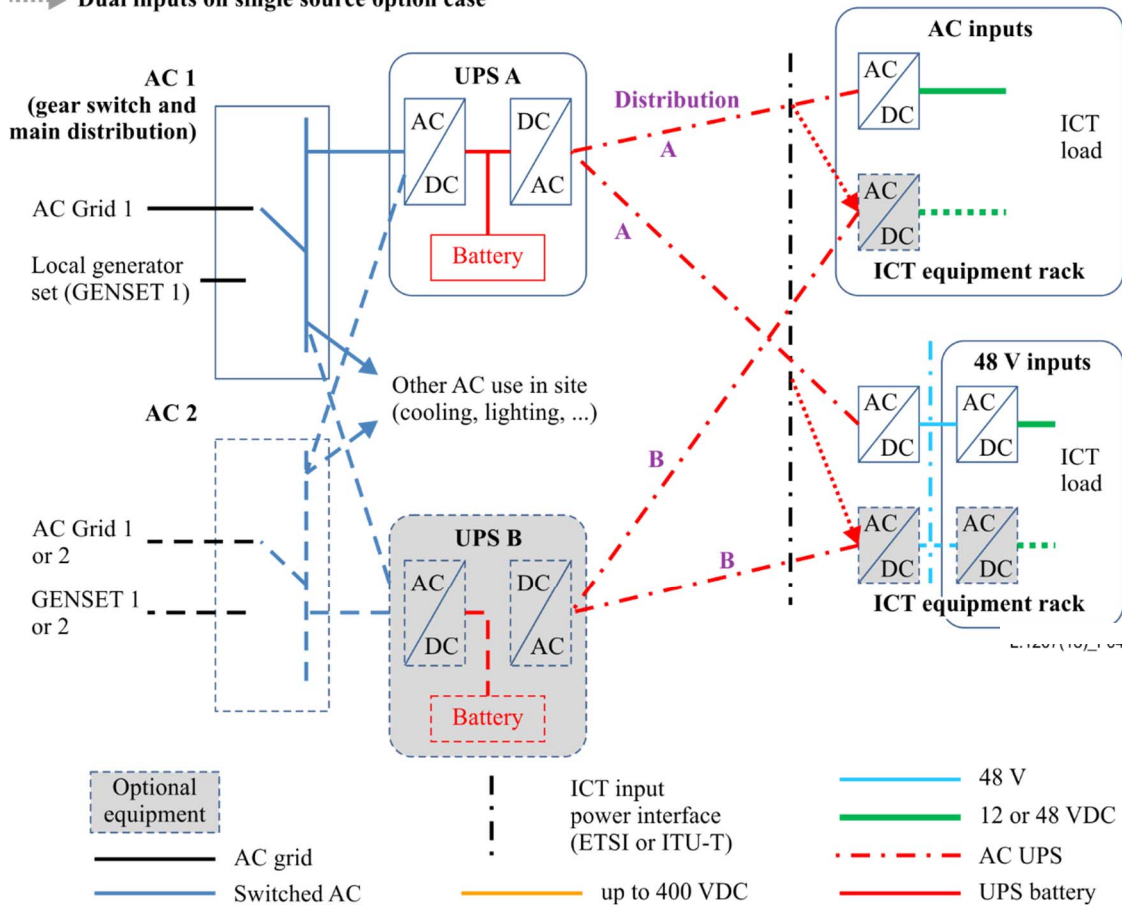 Dual inputs on single source option case
AC 1
(gear switch and
main distribution)
UPS A
AC inputs
AC
DC
DC
AC
Distribution
A
AC
DC
ICT
load
AC Grid 1
A
AC
DC
Battery
ICT equipment rack
Local generator
set (GENSET 1)
48 V inputs
Other AC use in site
(cooling, lighting, ...)
AC 2
AC
DC
AC
DC
ICT
load
B
AC Grid 1
or 2
UPS B
B
AC
DC
AC
DC
GENSET 1
or 2
AC
DC
DC
AC
ICT equipment rack
Battery
Optional
equipment
ICT input
power interface
(ETSI or ITU-T)
48 V
12 or 48 VDC
AC grid
AC UPS
Switched AC
up to 400 VDC
UPS battery